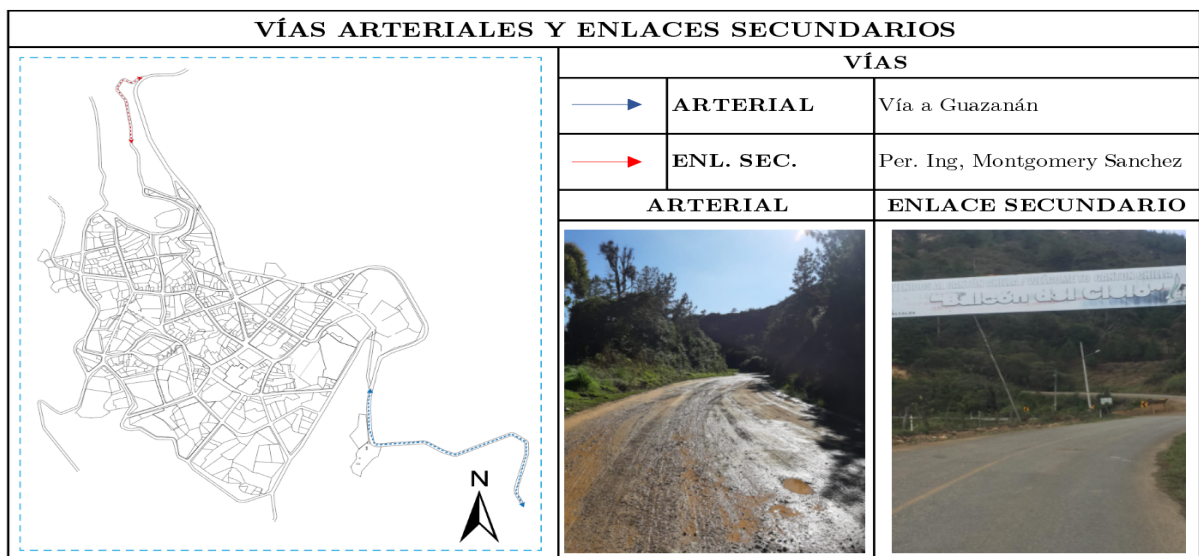 VÍAS ARTERIALES Y ENLACES SECUNDARIOS
VÍAS
ARTERIAL Vía a Guazanán
ENL. SEC. Per. Ing, Montgomery Sanchez
ARTERIAL ENLACE SECUNDARIO
"Balcón del Cielo"
N